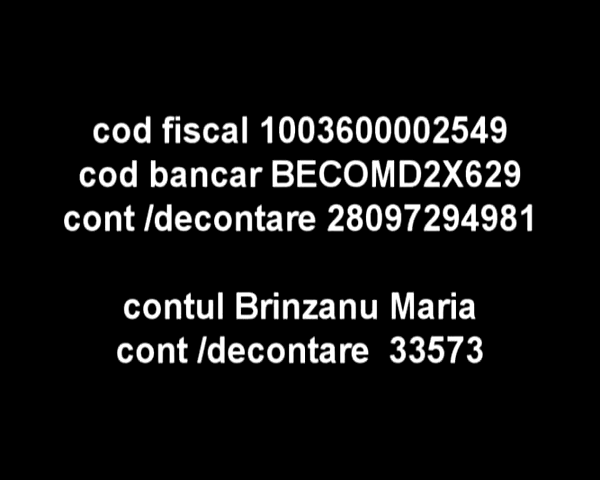 cod fiscal 1003600002549
cod bancar BECOMD2X629
cont /decontare 28097294981
contul Brinzanu Maria
cont /decontare 33573